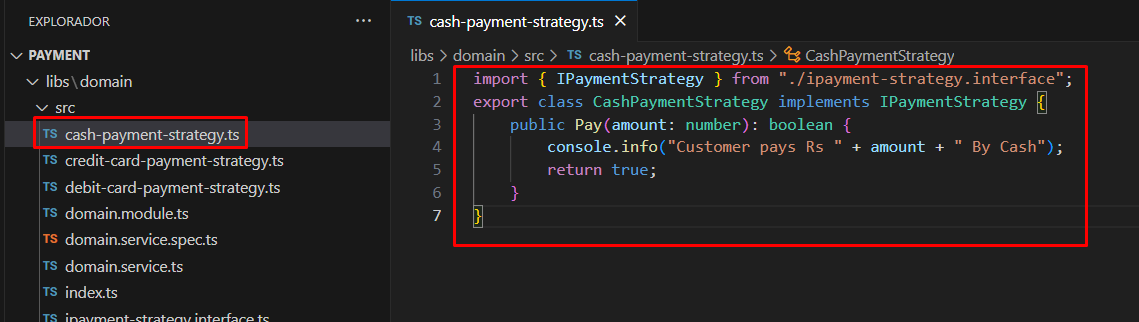 EXPLORADOR ...
PAYMENT
libs\domain
src
TS cash-payment-strategy.ts
TS credit-card-payment-strategy.ts
TS debit-card-payment-strategy.ts
TS domain.module.ts
TS domain.service.spec.ts
TS domain.service.ts
TS index.ts
TS ipayment-strategy.interface.ts
TS cash-payment-strategy.ts ×
libs > domain > src > TS cash-payment-strategy.ts > CashPaymentStrategy
1 import { IPaymentStrategy } from "./ipayment-strategy.interface";
2 export class CashPaymentStrategy implements IPaymentStrategy {
3 public Pay(amount: number): boolean {
4 console.info("Customer pays Rs " + amount + " By Cash");
5 return true;
6 }
7 }